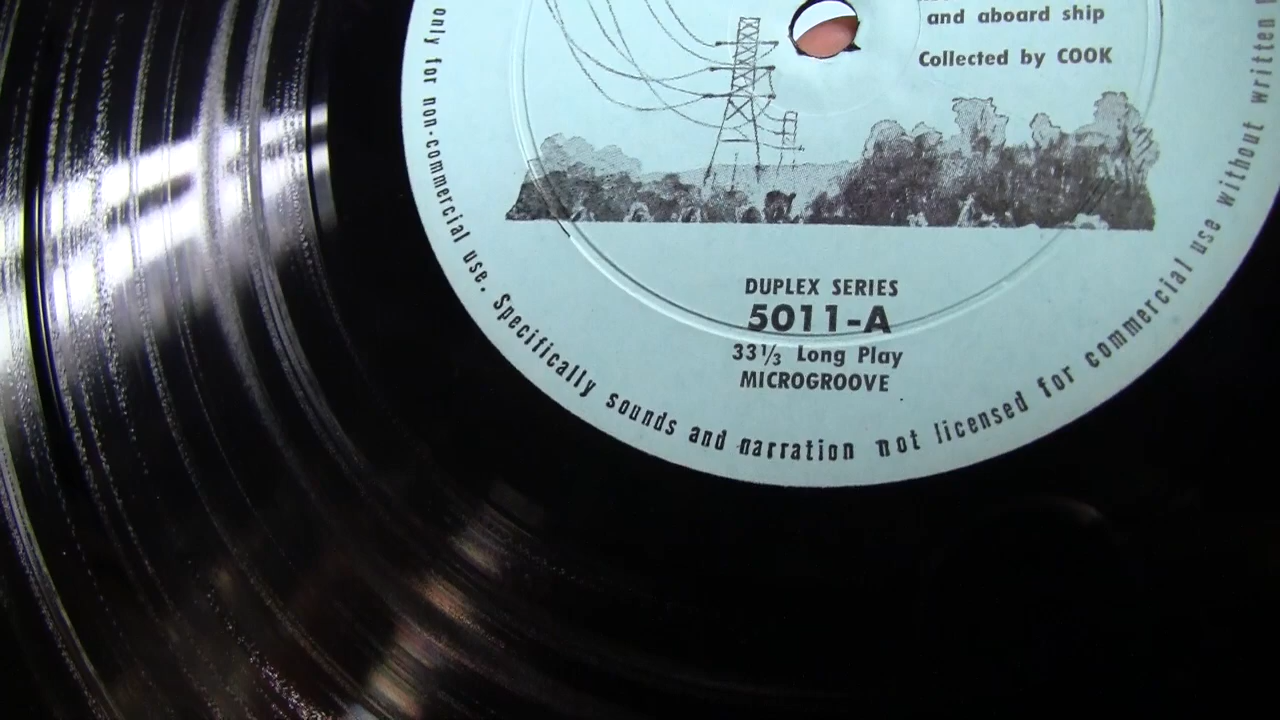 and aboard ship
Collected by COOK
DUPLEX SERIES
5011-A
33⅓ Long Play
MICROGROOVE
only for non-commercial use. Specifically sounds and narration not licensed for commercial use without written